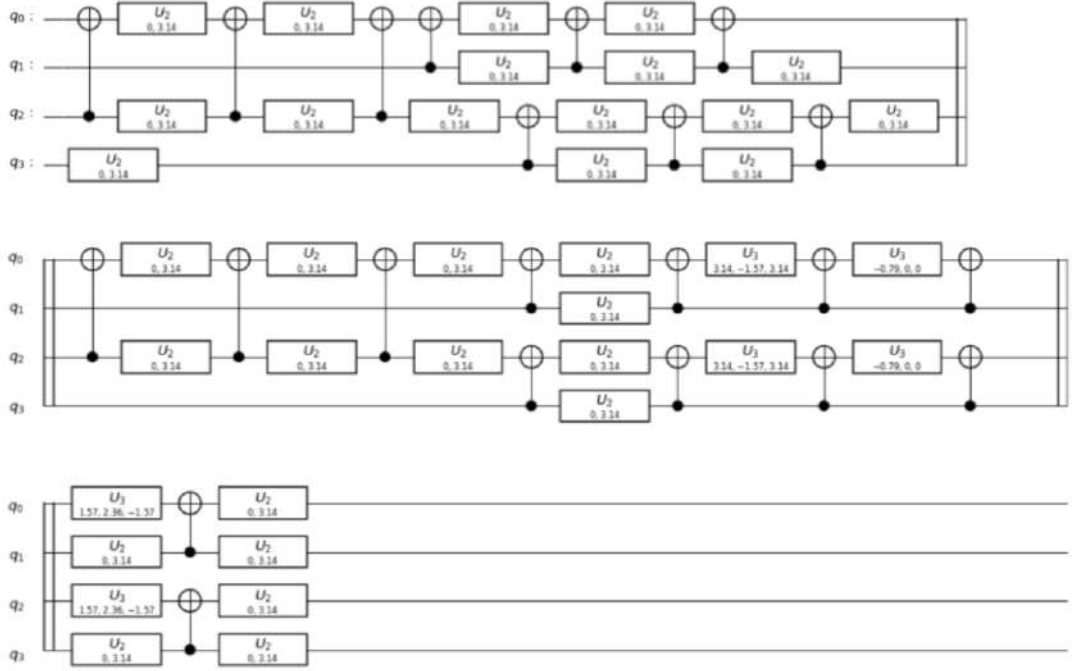 q₀ : U₂ 0, 3.14 U₂ 0, 3.14 U₂ 0, 3.14 U₂ 0, 3.14
q₁ : U₂ 0, 3.14 U₂ 0, 3.14 U₂ 0, 3.14
q₂ : U₂ 0, 3.14 U₂ 0, 3.14 U₂ 0, 3.14 U₂ 0, 3.14 U₂ 0, 3.14 U₂ 0, 3.14
q₃ : U₂ 0, 3.14 U₂ 0, 3.14 U₂ 0, 3.14
q₀ U₂ 0, 3.14 U₂ 0, 3.14 U₂ 0, 3.14 U₂ 0, 3.14 U₃ 3.14, −1.57, 3.14 U₃ −0.79, 0, 0
q₁ U₂ 0, 3.14
q₂ U₂ 0, 3.14 U₂ 0, 3.14 U₂ 0, 3.14 U₂ 0, 3.14 U₃ 3.14, −1.57, 3.14 U₃ −0.79, 0, 0
q₃ U₂ 0, 3.14
q₀ U₃ 1.57, 2.36, −1.57 U₂ 0, 3.14
q₁ U₂ 0, 3.14 U₂ 0, 3.14
q₂ U₃ 1.57, 2.36, −1.57 U₂ 0, 3.14
q₃ U₂ 0, 3.14 U₂ 0, 3.14